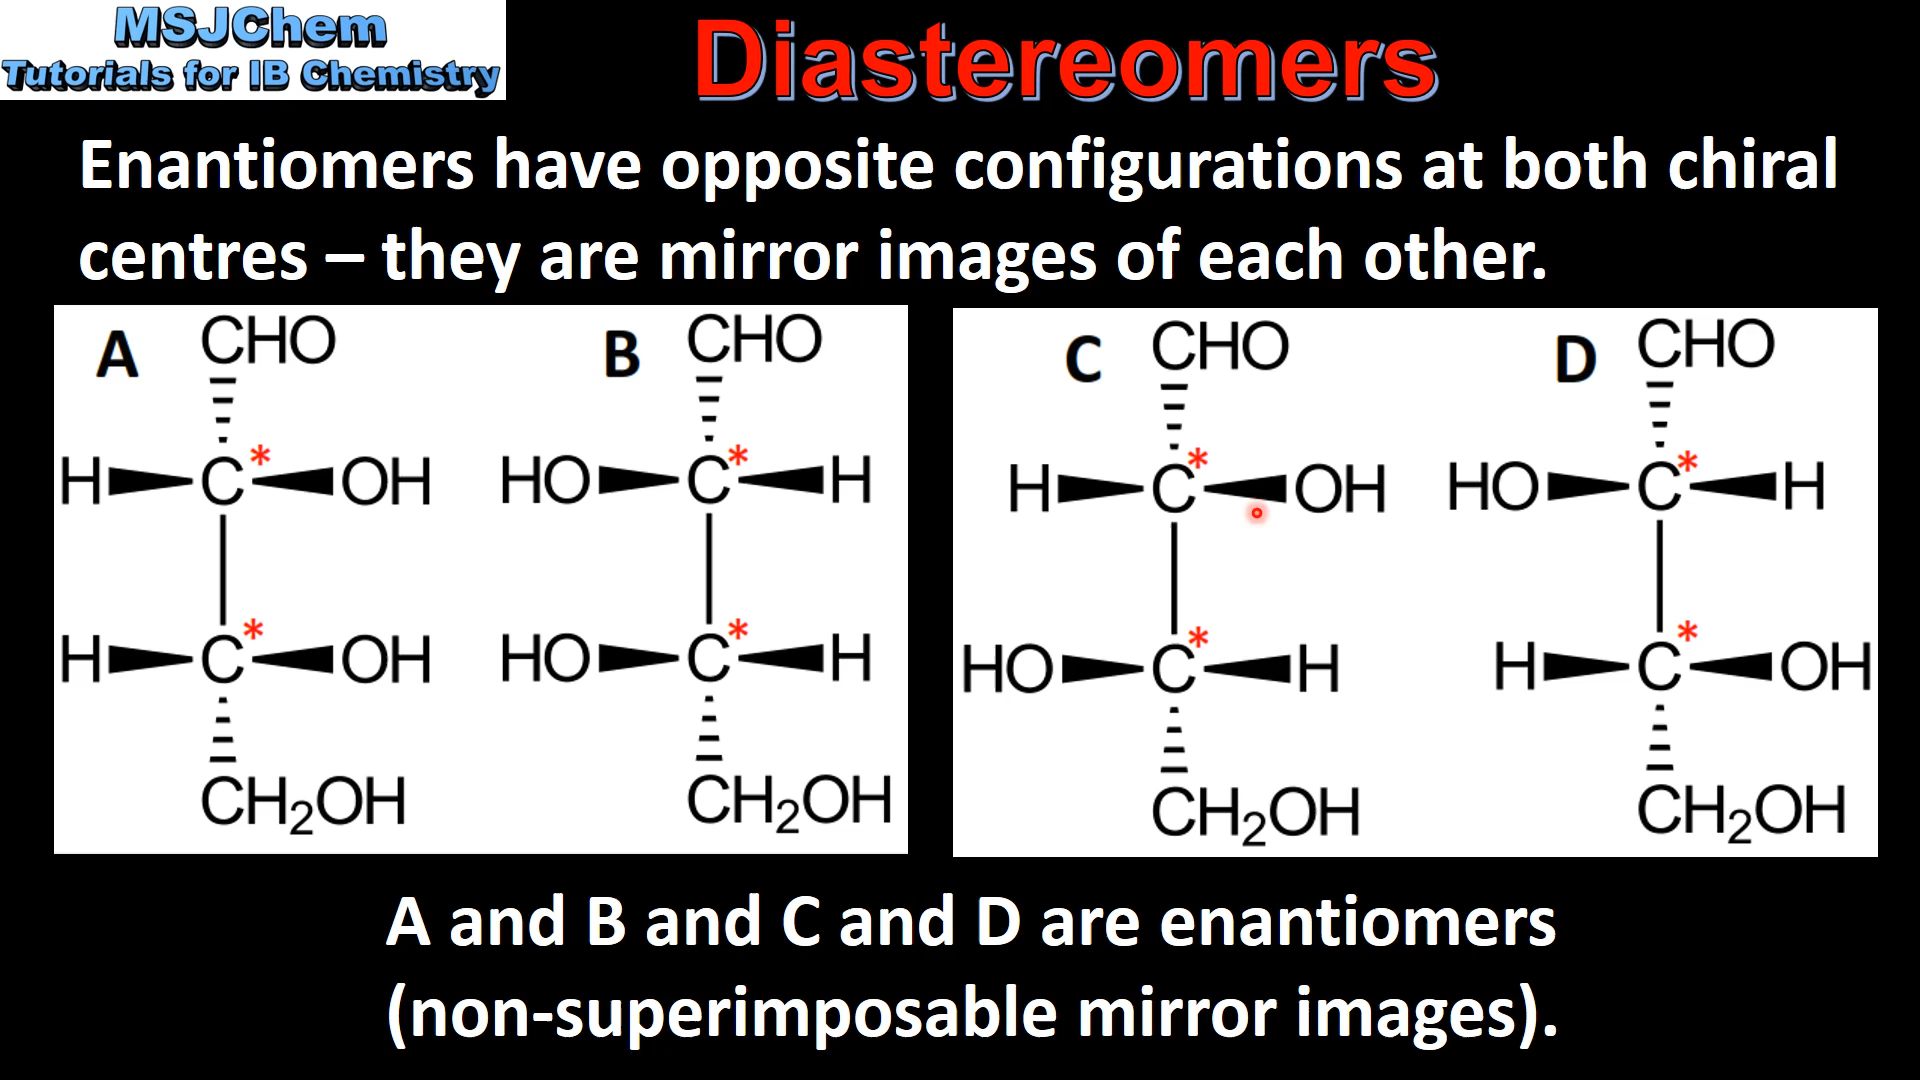 MSJChem
Tutorials for IB Chemistry
Diastereomers
Enantiomers have opposite configurations at both chiral
centres – they are mirror images of each other.
A CHO B CHO
H C* OH HO C* H
H C* OH HO C* H
CH₂OH CH₂OH
C CHO D CHO
H C* OH HO C* H
HO C* H H C* OH
CH₂OH CH₂OH
A and B and C and D are enantiomers
(non-superimposable mirror images).